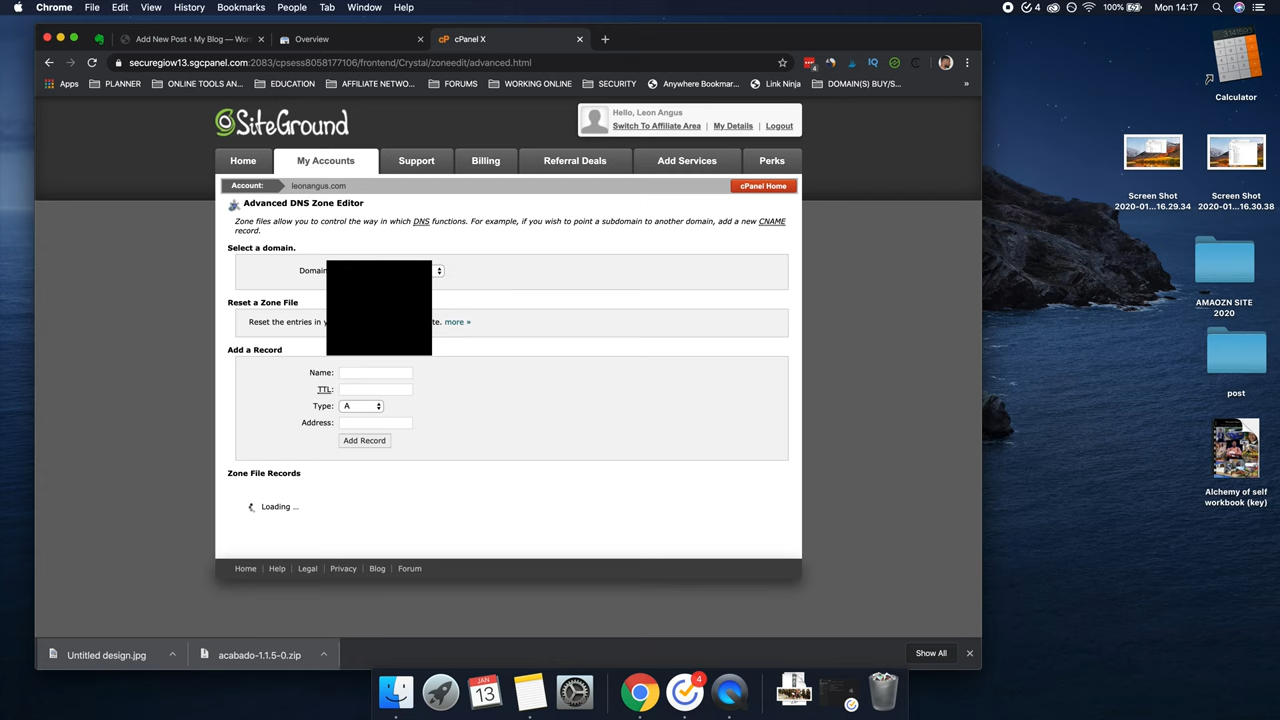 Chrome File Edit View History Bookmarks People Tab Window Help
4 100% Mon 14:17
Add New Post ‹ My Blog — Wor
Overview
cP cPanel X
securegiow13.sgcpanel.com:2083/cpsess8058177106/frontend/Crystal/zoneedit/advanced.html
4
Apps PLANNER ONLINE TOOLS AN... EDUCATION AFFILIATE NETWO... FORUMS WORKING ONLINE SECURITY Anywhere Bookmar... Link Ninja DOMAIN(S) BUY/S... »
SiteGround
Hello, Leon Angus
Switch To Affiliate Area | My Details | Logout
Home My Accounts Support Billing Referral Deals Add Services Perks
Account: leonangus.com cPanel Home
Advanced DNS Zone Editor
Zone files allow you to control the way in which DNS functions. For example, if you wish to point a subdomain to another domain, add a new CNAME
record.
Select a domain.
Domain
Reset a Zone File
Reset the entries in te. more »
Add a Record
Name:
TTL:
Type: A
Address:
Add Record
Zone File Records
Loading ...
Home | Help | Legal | Privacy | Blog | Forum
Untitled design.jpg
acabado-1.1.5-0.zip
Show All
Calculator
Screen Shot
2020-01...16.29.34
Screen Shot
2020-01...16.30.38
AMAOZN SITE
2020
post
Alchemy of self
workbook (key)
JAN
13
4